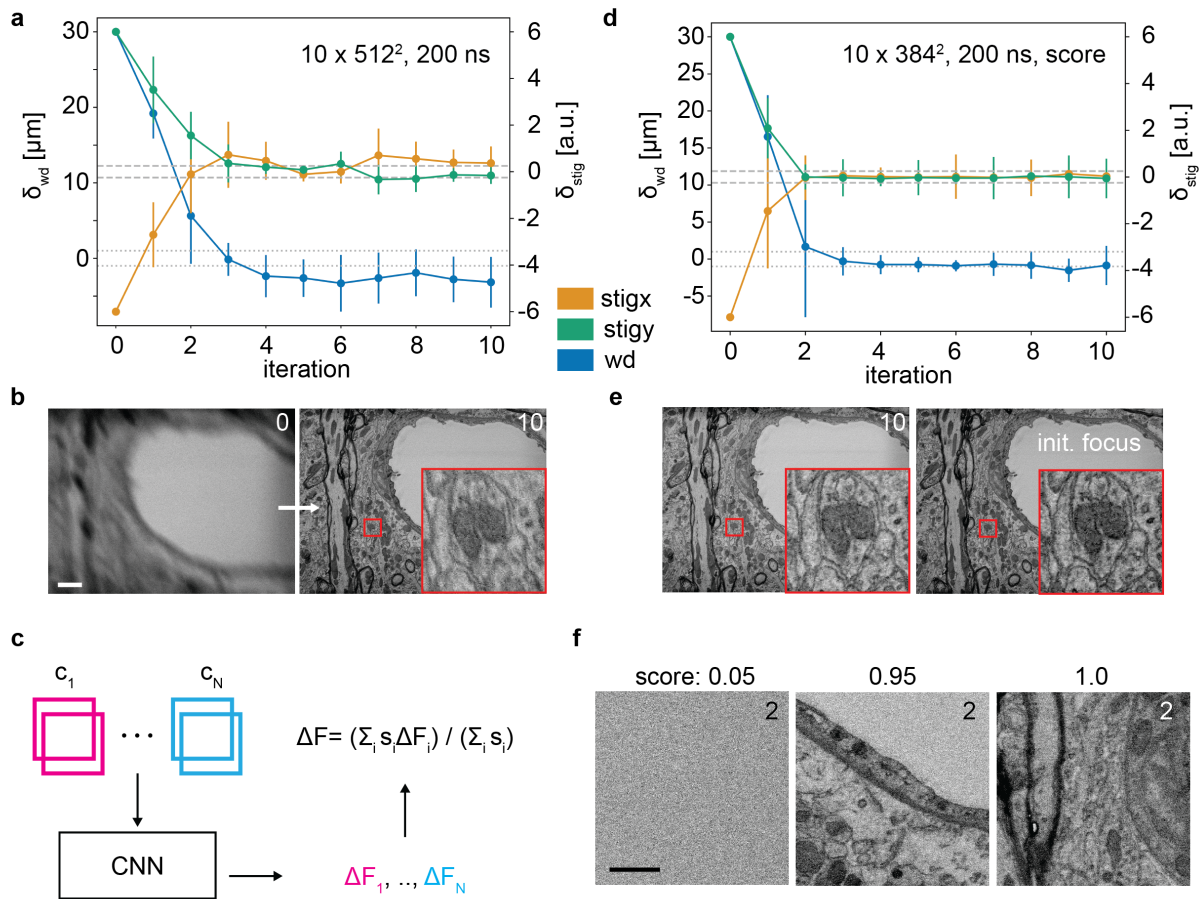 a
10 x 512², 200 ns
δwd [µm]
30
20
10
0
6
4
2
0
-2
-4
-6
δstig [a.u.]
0 2 4 6 8 10
iteration
stigx
stigy
wd
d
10 x 384², 200 ns, score
δwd [µm]
30
25
20
15
10
5
0
-5
6
4
2
0
-2
-4
-6
δstig [a.u.]
0 2 4 6 8 10
iteration
b
0
10
e
10
init. focus
c
c₁ ... cN
CNN
ΔF₁, .., ΔFN
ΔF= (Σᵢ sᵢΔFᵢ) / (Σᵢ sᵢ)
f
score: 0.05 0.95 1.0
2 2 2